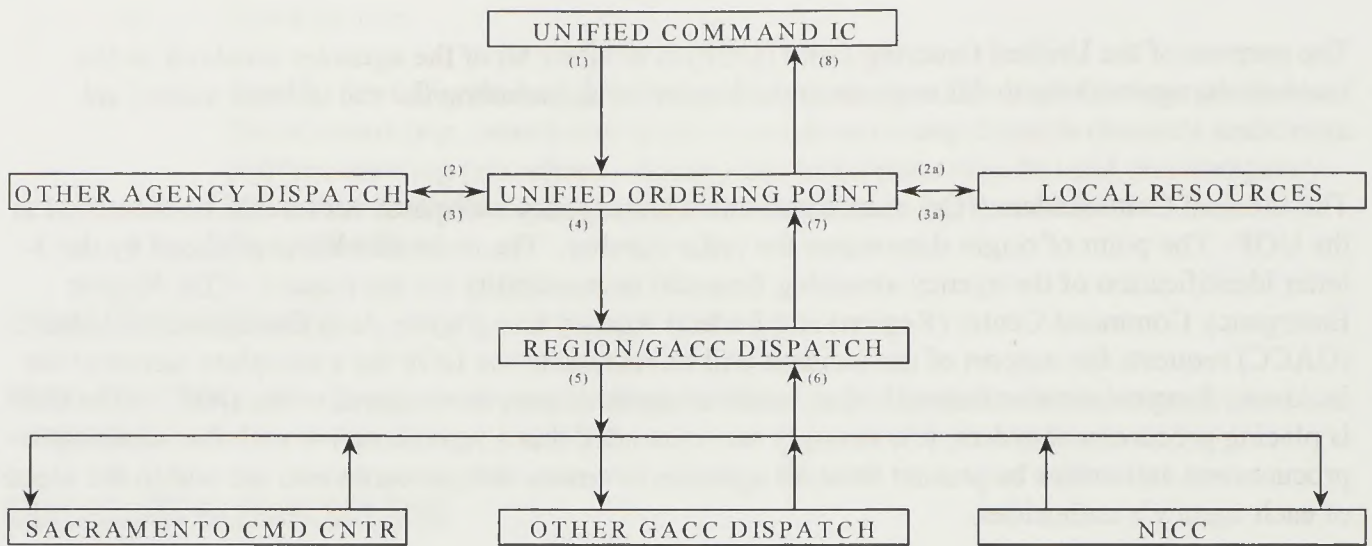 UNIFIED COMMAND IC
(1) (8)
(2) (2a)
OTHER AGENCY DISPATCH UNIFIED ORDERING POINT LOCAL RESOURCES
(3) (4) (7) (3a)
REGION/GACC DISPATCH
(5) (6)
SACRAMENTO CMD CNTR OTHER GACC DISPATCH NICC